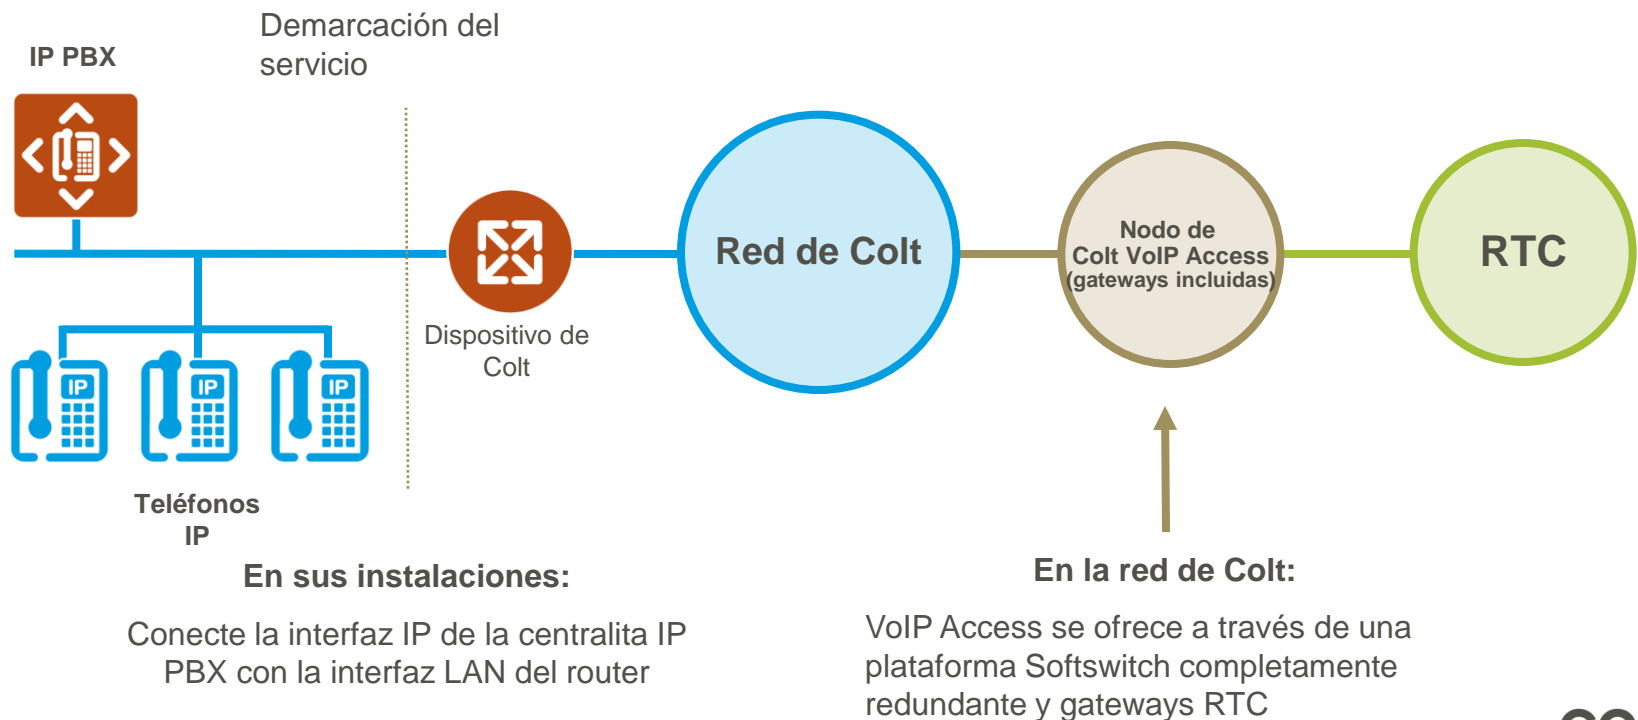 Demarcación del
servicio
IP PBX
Red de Colt
Nodo de
Colt VoIP Access
(gateways incluidas)
RTC
Dispositivo de
Colt
IP
IP
IP
Teléfonos
IP
En sus instalaciones:
Conecte la interfaz IP de la centralita IP
PBX con la interfaz LAN del router
En la red de Colt:
VoIP Access se ofrece a través de una
plataforma Softswitch completamente
redundante y gateways RTC